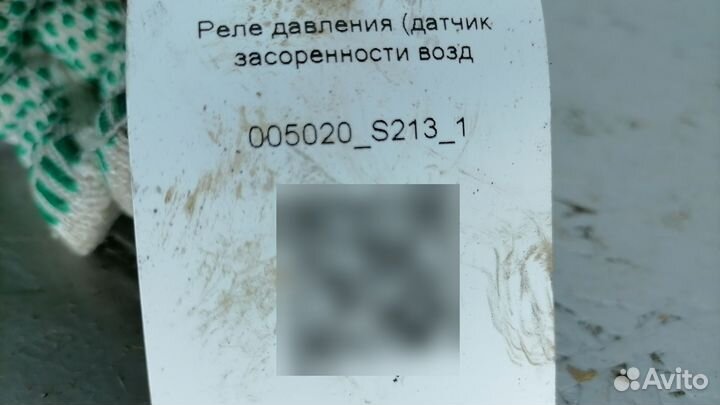 Реле давления (датчик
засоренности возд
005020_S213_1
Avito